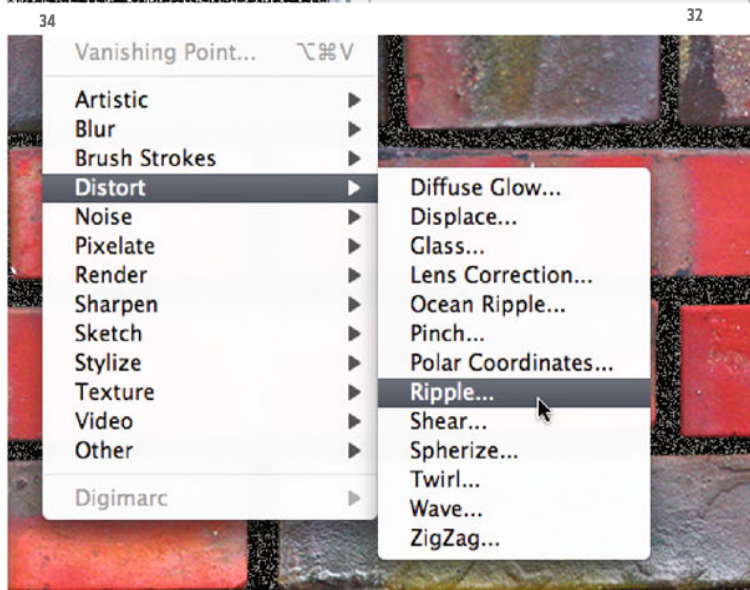 34
32
Vanishing Point... ⌥⌘V
Artistic
Blur
Brush Strokes
Distort
Noise
Pixelate
Render
Sharpen
Sketch
Stylize
Texture
Video
Other
Digimarc
Diffuse Glow...
Displace...
Glass...
Lens Correction...
Ocean Ripple...
Pinch...
Polar Coordinates...
Ripple...
Shear...
Spherize...
Twirl...
Wave...
ZigZag...